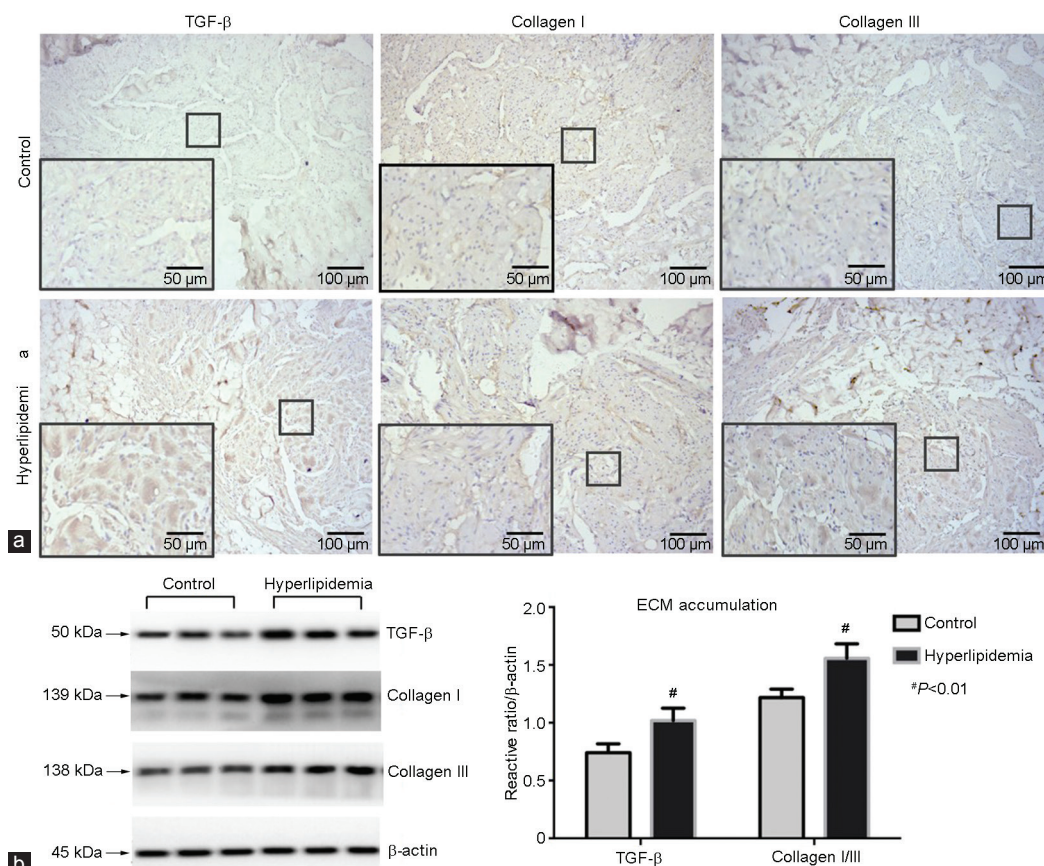 TGF-β
Collagen I
Collagen III
Control
50 μm
100 μm
50 μm
100 μm
50 μm
100 μm
Hyperlipidemi a
50 μm
100 μm
50 μm
100 μm
50 μm
100 μm
a
Control
Hyperlipidemia
50 kDa
TGF-β
139 kDa
Collagen I
138 kDa
Collagen III
45 kDa
β-actin
b
ECM accumulation
Reactive ratio/β-actin
2.0
1.5
1.0
0.5
0
#
#
TGF-β
Collagen I/III
Control
Hyperlipidemia
#P<0.01